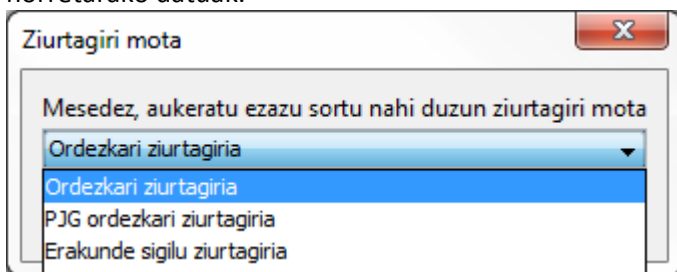 Ziurtagiri mota
Mesedez, aukeratu ezazu sortu nahi duzun ziurtagiri mota
Ordezkari ziurtagiria
Ordezkari ziurtagiria
PJG ordezkari ziurtagiria
Erakunde sigilu ziurtagiria